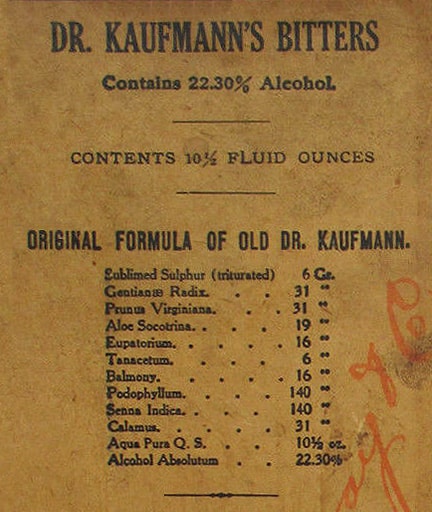 DR. KAUFMANN'S BITTERS
Contains 22.30% Alcohol.
CONTENTS 10½ FLUID OUNCES
ORIGINAL FORMULA OF OLD DR. KAUFMANN.
Sublimed Sulphur (triturated) 6 Gr.
Gentianæ Radix. . . 31 "
Prunus Virginiana. . . 31 "
Aloe Socotrina. . . . 19 "
Eupatorium. . . . . 16 "
Tanacetum. . . . 6 "
Balmony. . . . . 16 "
Podophyllum. . . . 140 "
Senna Indica. . . . 140 "
Calamus. . . . . 31 "
Aqua Pura Q. S. . . . 10½ oz.
Alcohol Absolutum . . 22.30%